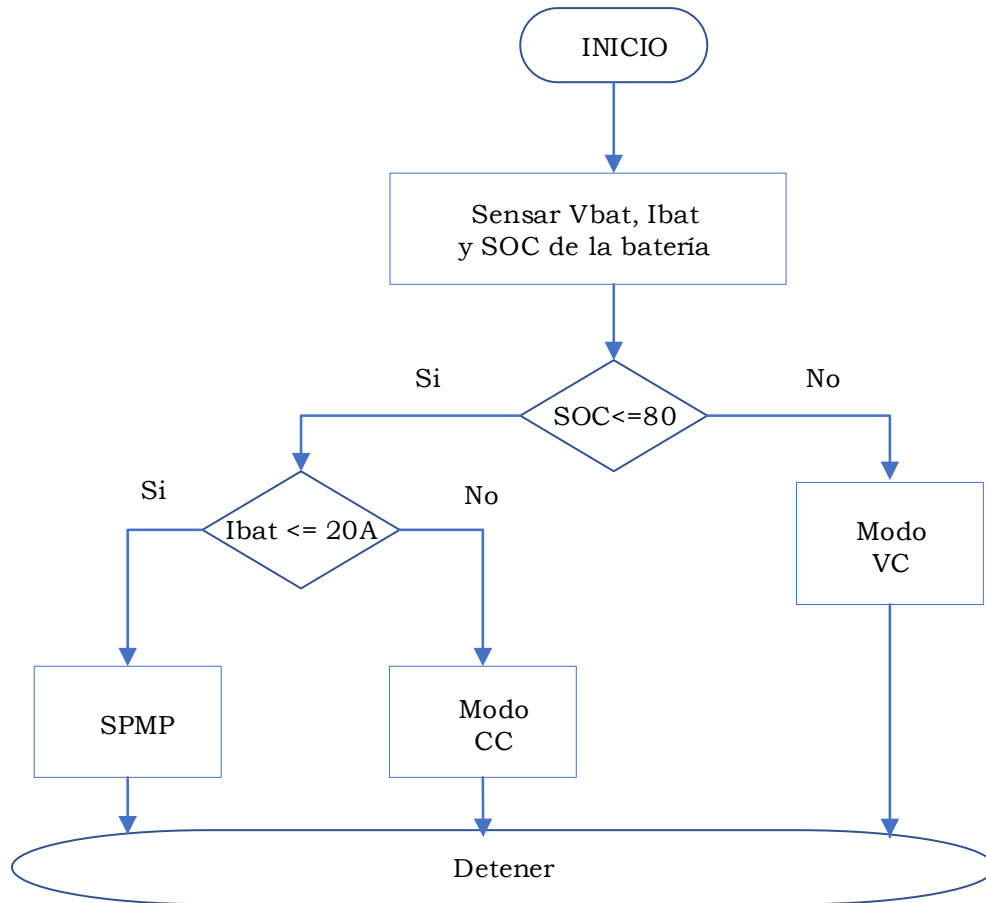 INICIO
Sensar Vbat, Ibat
y SOC de la batería
Si
No
SOC<=80
Si
No
Ibat <= 20A
Modo
VC
SPMP
Modo
CC
Detener